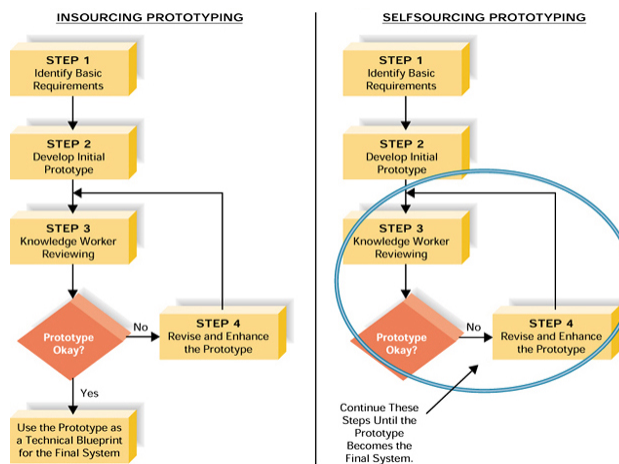 INSOURCING PROTOTYPING
STEP 1
Identify Basic
Requirements
STEP 2
Develop Initial
Prototype
STEP 3
Knowledge Worker
Reviewing
Prototype
Okay?
No
STEP 4
Revise and Enhance
the Prototype
Yes
Use the Prototype as
a Technical Blueprint
for the Final System
SELFSOURCING PROTOTYPING
STEP 1
Identify Basic
Requirements
STEP 2
Develop Initial
Prototype
STEP 3
Knowledge Worker
Reviewing
Prototype
Okay?
No
STEP 4
Revise and Enhance
the Prototype
Continue These
Steps Until the
Prototype
Becomes the
Final System.